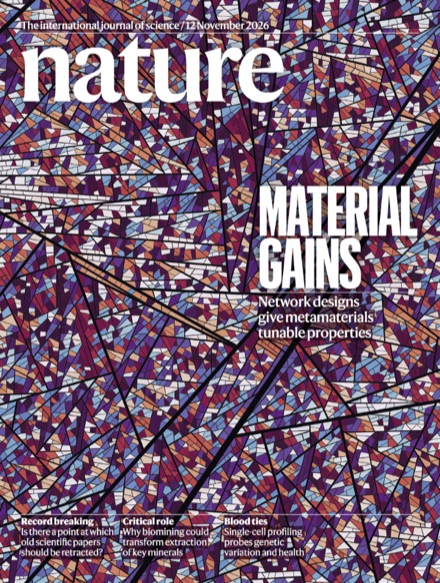 The international journal of science / 12 November 2026
nature
MATERIAL
GAINS
Network designs
give metamaterials
tunable properties
Record breaking
Is there a point at which
old scientific papers
should be retracted?
Critical role
Why biomining could
transform extraction
of key minerals
Blood ties
Single-cell profiling
probes genetic
variation and health